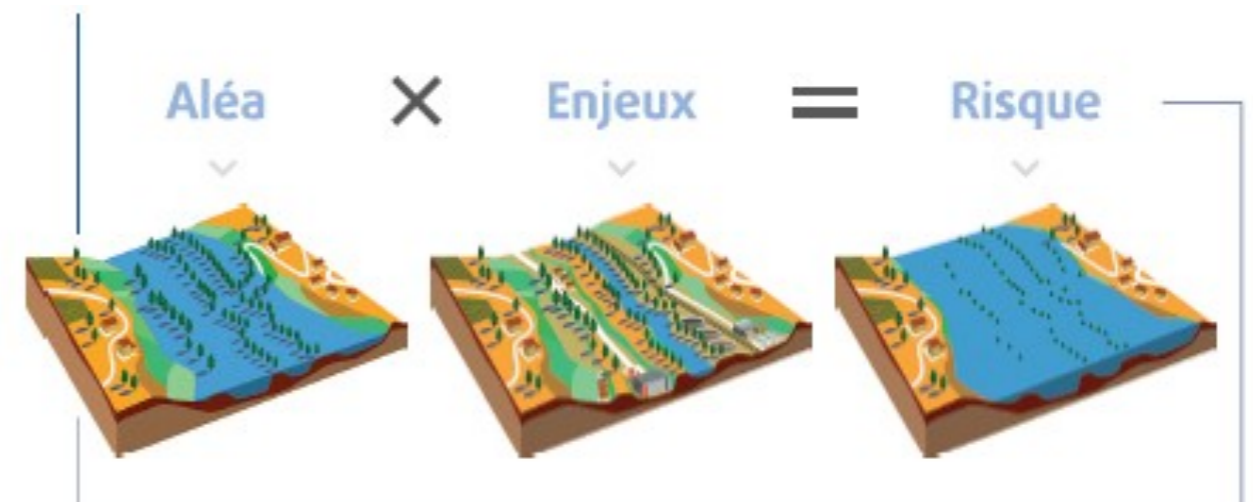 Aléa × Enjeux = Risque